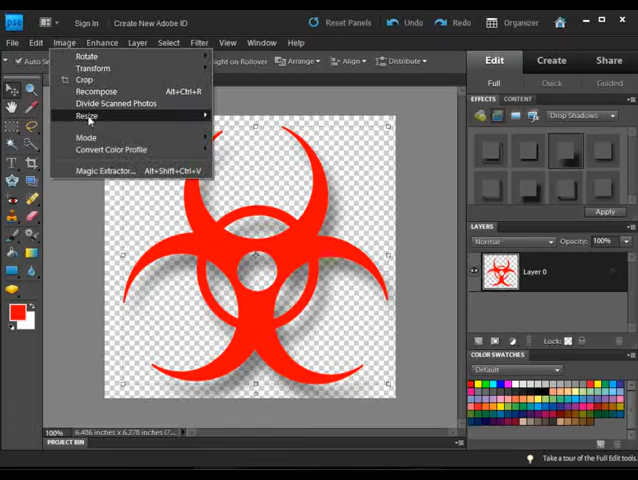 pse Sign In Create New Adobe ID Reset Panels Undo Redo Organizer
File Edit Image Enhance Layer Select Filter View Window Help
Auto Se
ht on Rollover Arrange Align Distribute
Rotate
Transform
Crop
Recompose Alt+Ctrl+R
Divide Scanned Photos
Resize
Mode
Convert Color Profile
Magic Extractor... Alt+Shift+Ctrl+V
Edit Create Share
Full Quick Guided
EFFECTS CONTENT
Drop Shadows
Apply
LAYERS
Normal Opacity: 100%
Layer 0
Lock:
COLOR SWATCHES
Default
100% 6.486 inches x 6.278 inches (7
PROJECT BIN
Take a tour of the Full Edit tools.